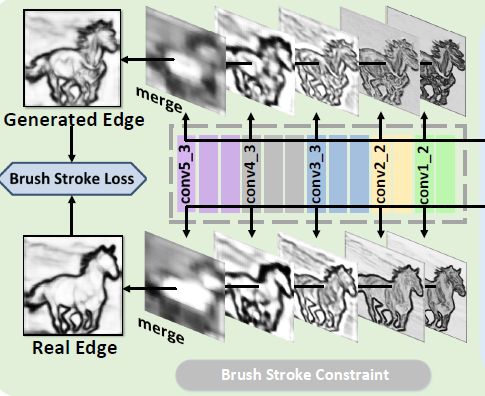 merge
Generated Edge
conv5_3
conv4_3
conv3_3
conv2_2
conv1_2
Brush Stroke Loss
Real Edge
merge
Brush Stroke Constraint